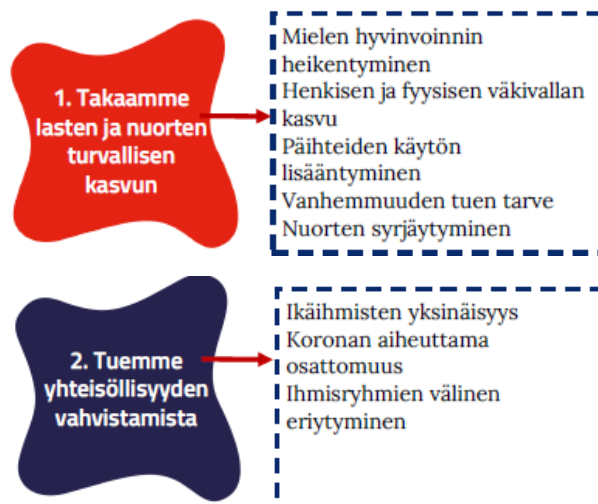 1. Takaamme
lasten ja nuorten
turvallisen
kasvun
Mielen hyvinvoinnin
heikentyminen
Henkisen ja fyysisen väkivallan
kasvu
Päihteiden käytön
lisääntyminen
Vanhemmuuden tuen tarve
Nuorten syrjäytyminen
2. Tuemme
yhteisöllisyyden
vahvistamista
Ikäihmisten yksinäisyys
Koronan aiheuttama
osattomuus
Ihmisryhmien välinen
eriytyminen